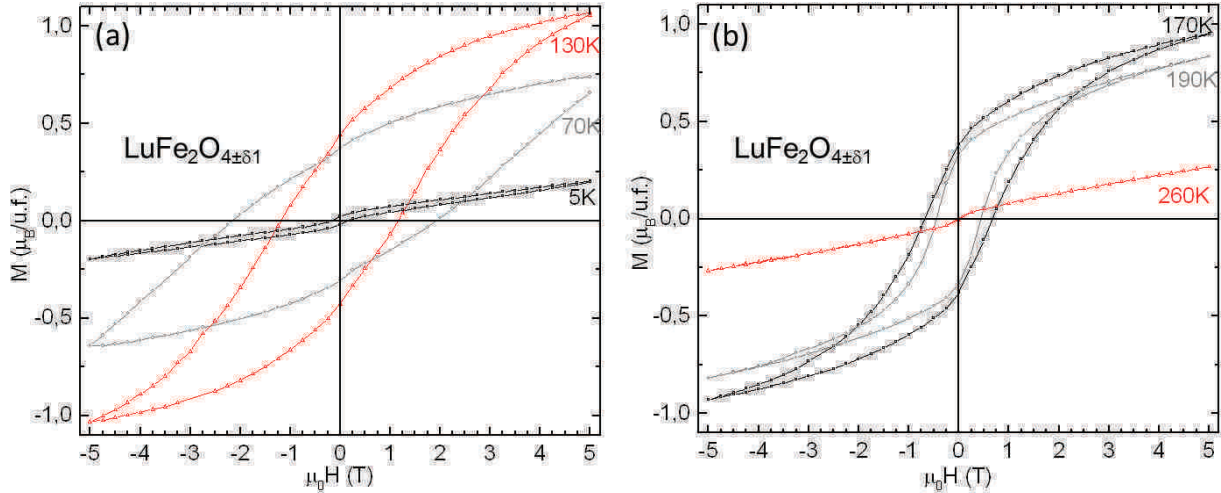 (a)
130K
70K
LuFe2O4±δ1
5K
1,0
0,5
0,0
-0,5
-1,0
M (μB/u.f.)
-5 -4 -3 -2 -1 0 1 2 3 4 5
μ0H (T)
(b)
170K
190K
LuFe2O4±δ1
260K
1,0
0,5
0,0
-0,5
-1,0
M (μB/u.f.)
-5 -4 -3 -2 -1 0 1 2 3 4 5
μ0H (T)